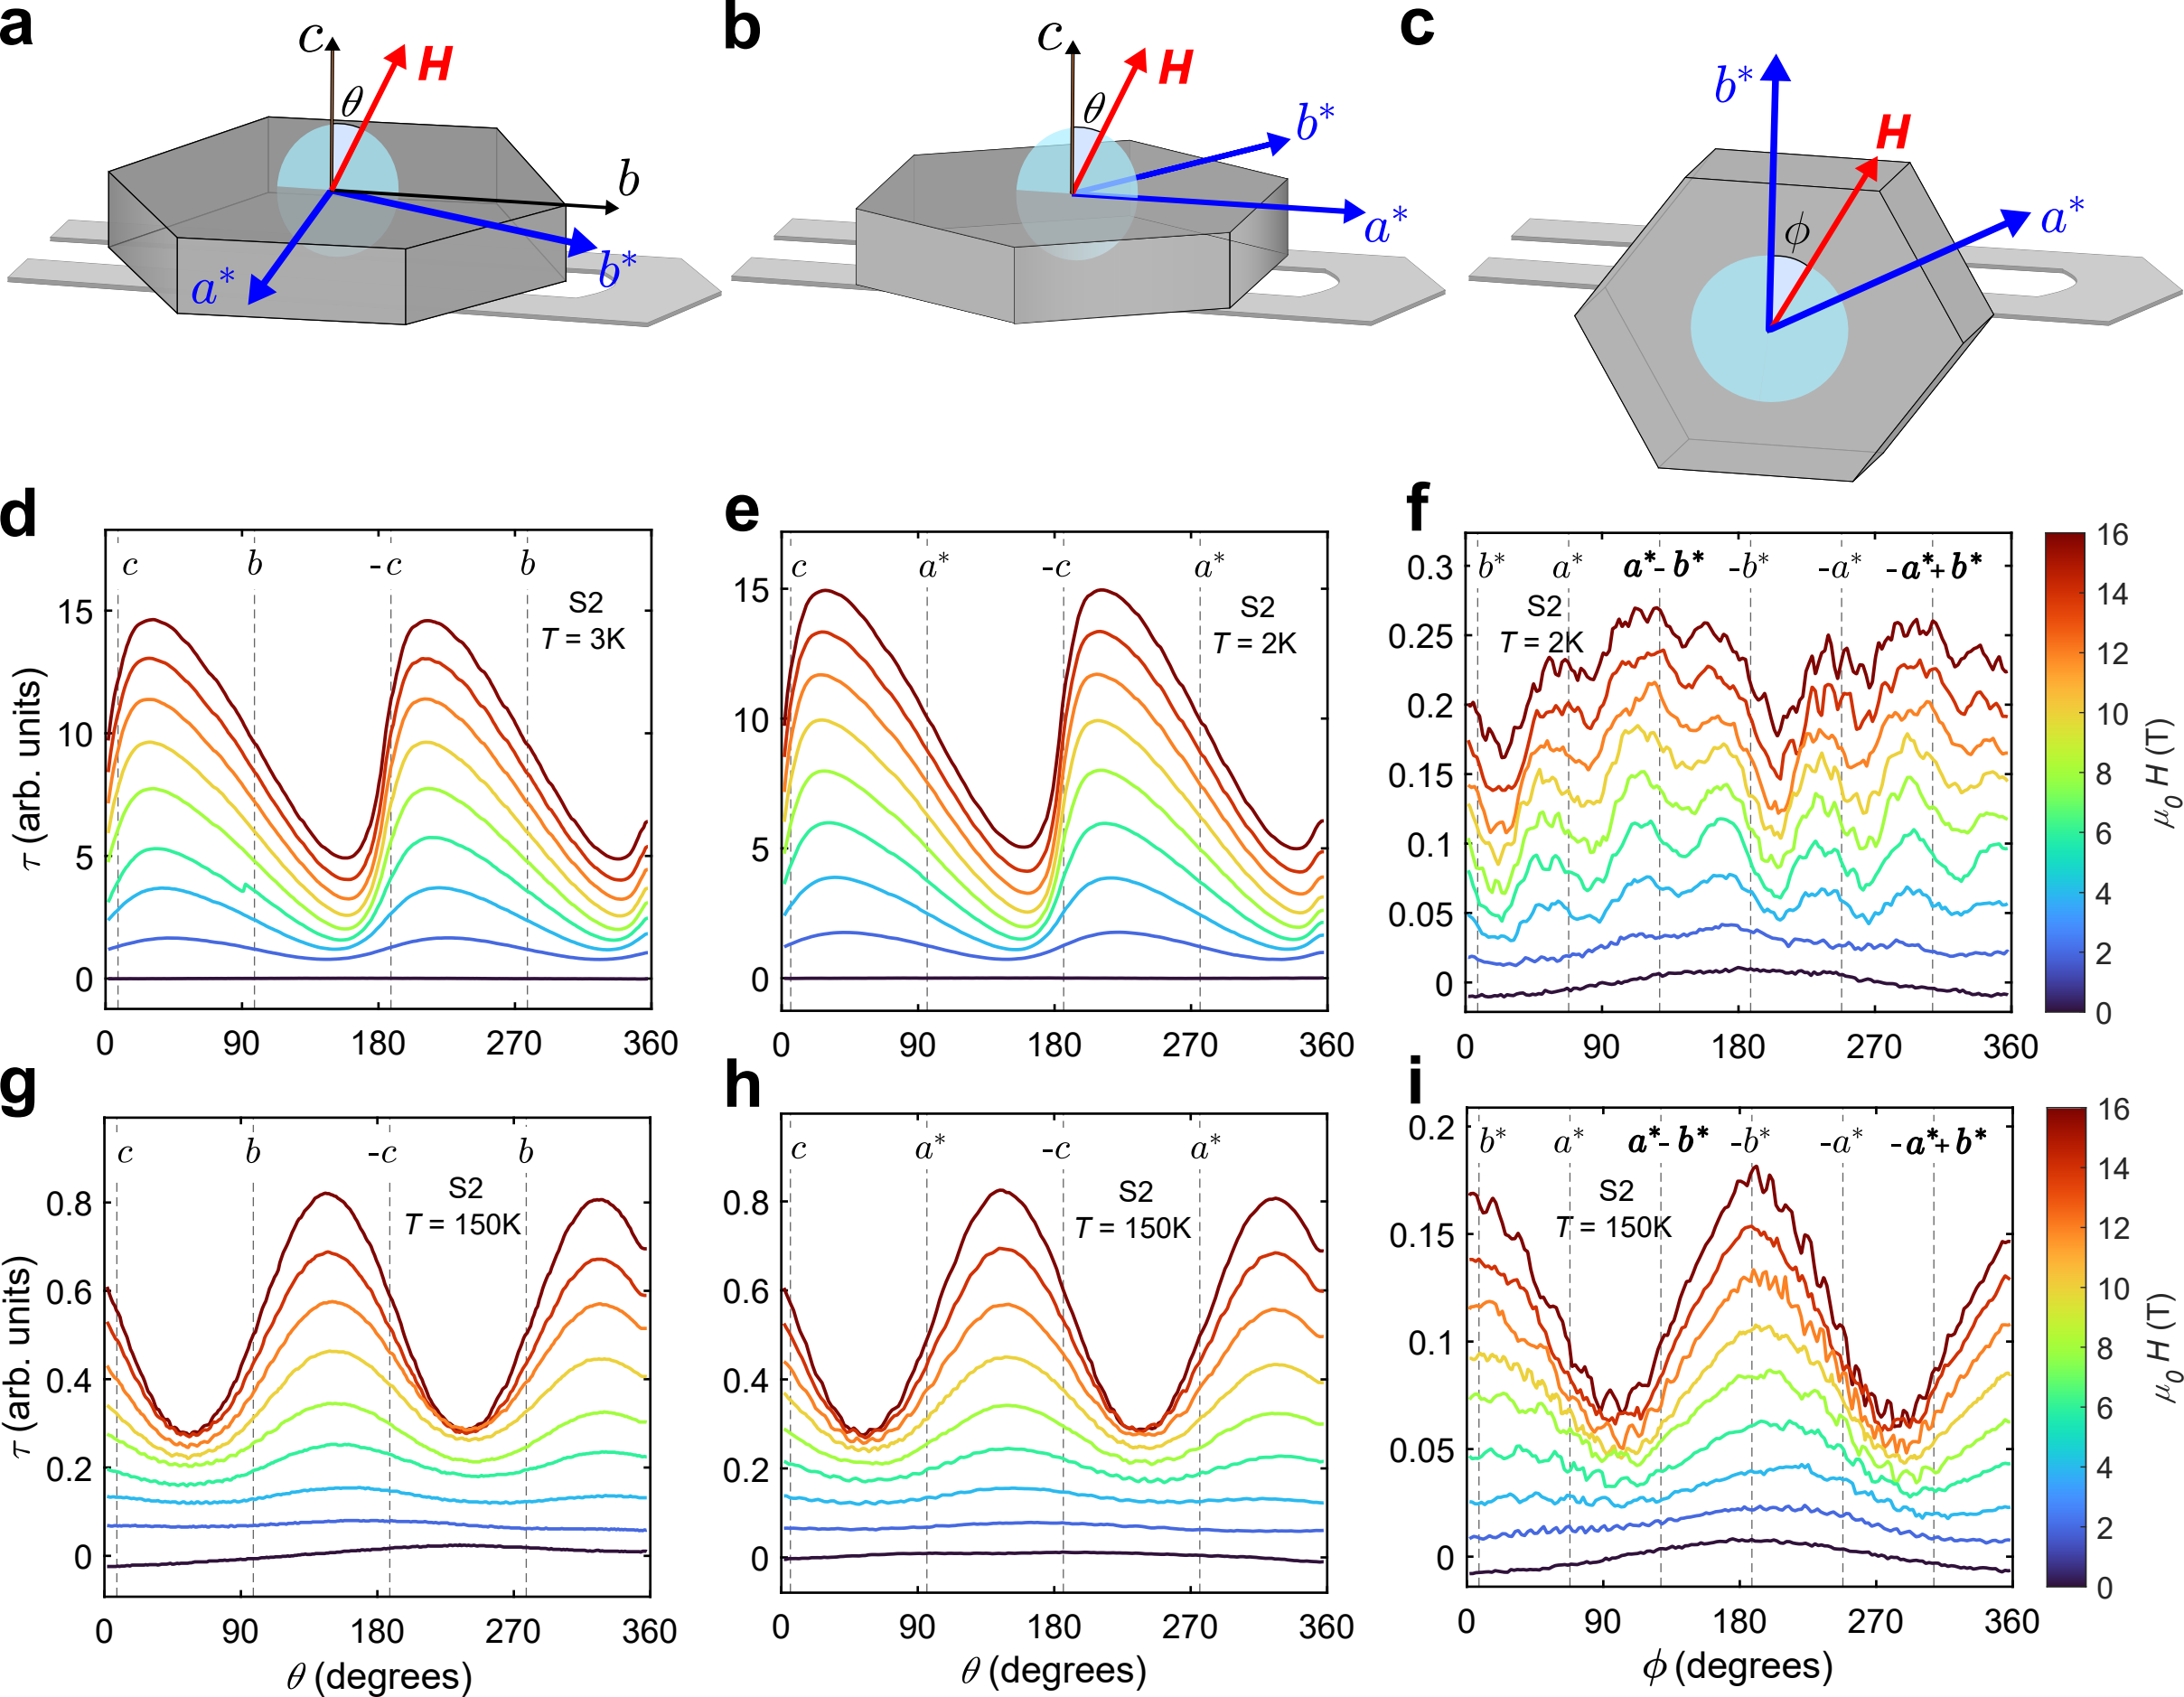 a
c
H
θ
b
b*
a*
b
c
H
θ
b*
a*
c
b*
H
ϕ
a*
d
c b -c b
S2
T = 3K
15
10
5
0
τ (arb. units)
0 90 180 270 360
e
c a* -c a*
S2
T = 2K
15
10
5
0
0 90 180 270 360
f
b* a* a*- b* -b* -a* -a*+b*
S2
T = 2K
0.3
0.25
0.2
0.15
0.1
0.05
0
0 90 180 270 360
16
14
12
10
8
6
4
2
0
μ0 H (T)
g
c b -c b
S2
T = 150K
0.8
0.6
0.4
0.2
0
τ (arb. units)
0 90 180 270 360
θ (degrees)
h
c a* -c a*
S2
T = 150K
0.8
0.6
0.4
0.2
0
0 90 180 270 360
θ (degrees)
i
b* a* a*- b* -b* -a* -a*+b*
S2
T = 150K
0.2
0.15
0.1
0.05
0
0 90 180 270 360
ϕ (degrees)
16
14
12
10
8
6
4
2
0
μ0 H (T)